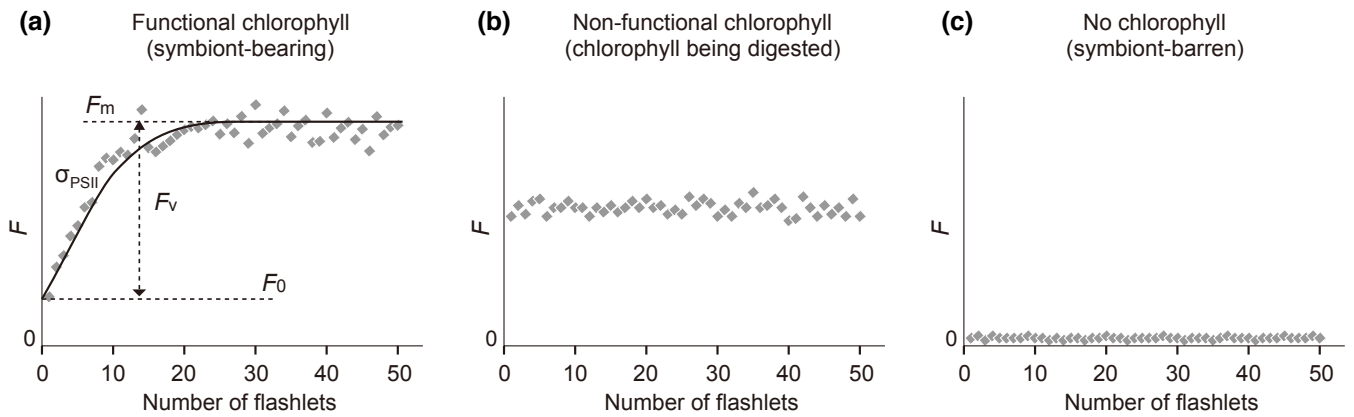 (a)
Functional chlorophyll
(symbiont-bearing)
Fm
σPSII
Fv
F0
F
0
0 10 20 30 40 50
Number of flashlets
(b)
Non-functional chlorophyll
(chlorophyll being digested)
F
0
0 10 20 30 40 50
Number of flashlets
(c)
No chlorophyll
(symbiont-barren)
F
0
0 10 20 30 40 50
Number of flashlets